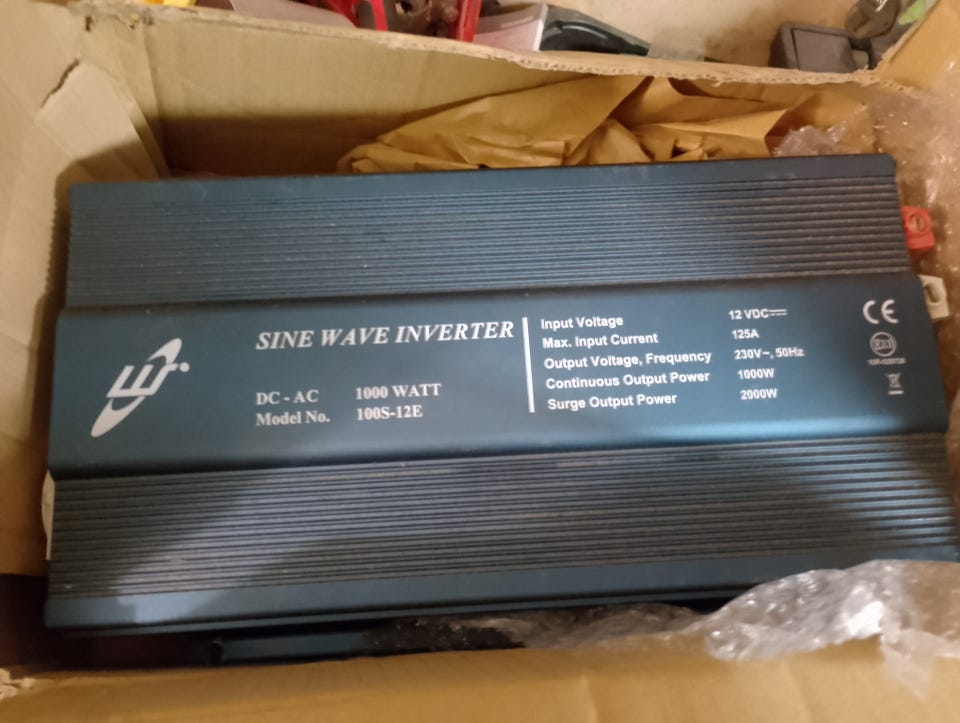 SINE WAVE INVERTER
DC - AC 1000 WATT
Model No. 100S-12E
Input Voltage 12 VDC⎓
Max. Input Current 125A
Output Voltage, Frequency 230V~, 50Hz
Continuous Output Power 1000W
Surge Output Power 2000W
CE